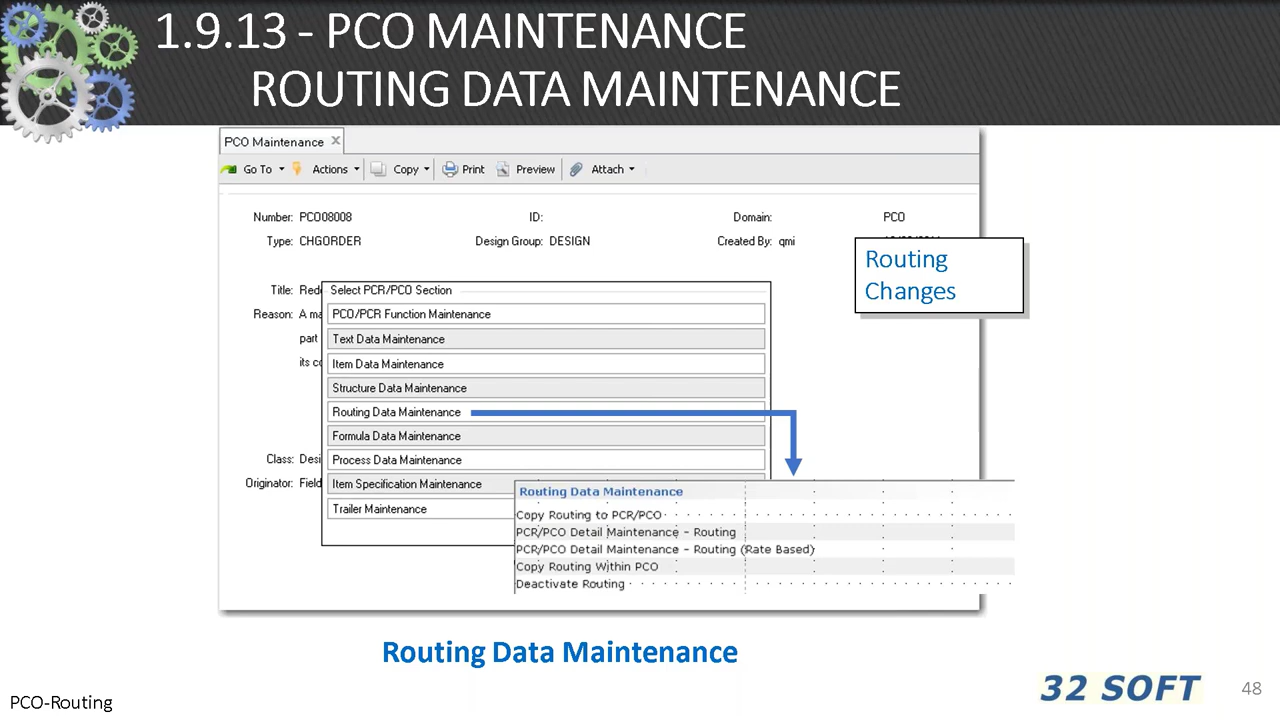 1.9.13 - PCO MAINTENANCE
ROUTING DATA MAINTENANCE
PCO Maintenance
Go To Actions Copy Print Preview Attach
Number: PCO08008 ID: Domain: PCO
Type: CHGORDER Design Group: DESIGN Created By: qmi
Routing
Changes
Title: Select PCR/PCO Section
Reason: A PCO/PCR Function Maintenance
part Text Data Maintenance
its Item Data Maintenance
Structure Data Maintenance
Routing Data Maintenance
Formula Data Maintenance
Class: Process Data Maintenance
Originator: Field Item Specification Maintenance
Trailer Maintenance
Routing Data Maintenance
Copy Routing to PCR/PCO
PCR/PCO Detail Maintenance - Routing
PCR/PCO Detail Maintenance - Routing (Rate Based)
Copy Routing Within PCO
Deactivate Routing
Routing Data Maintenance
32 SOFT
48
PCO-Routing